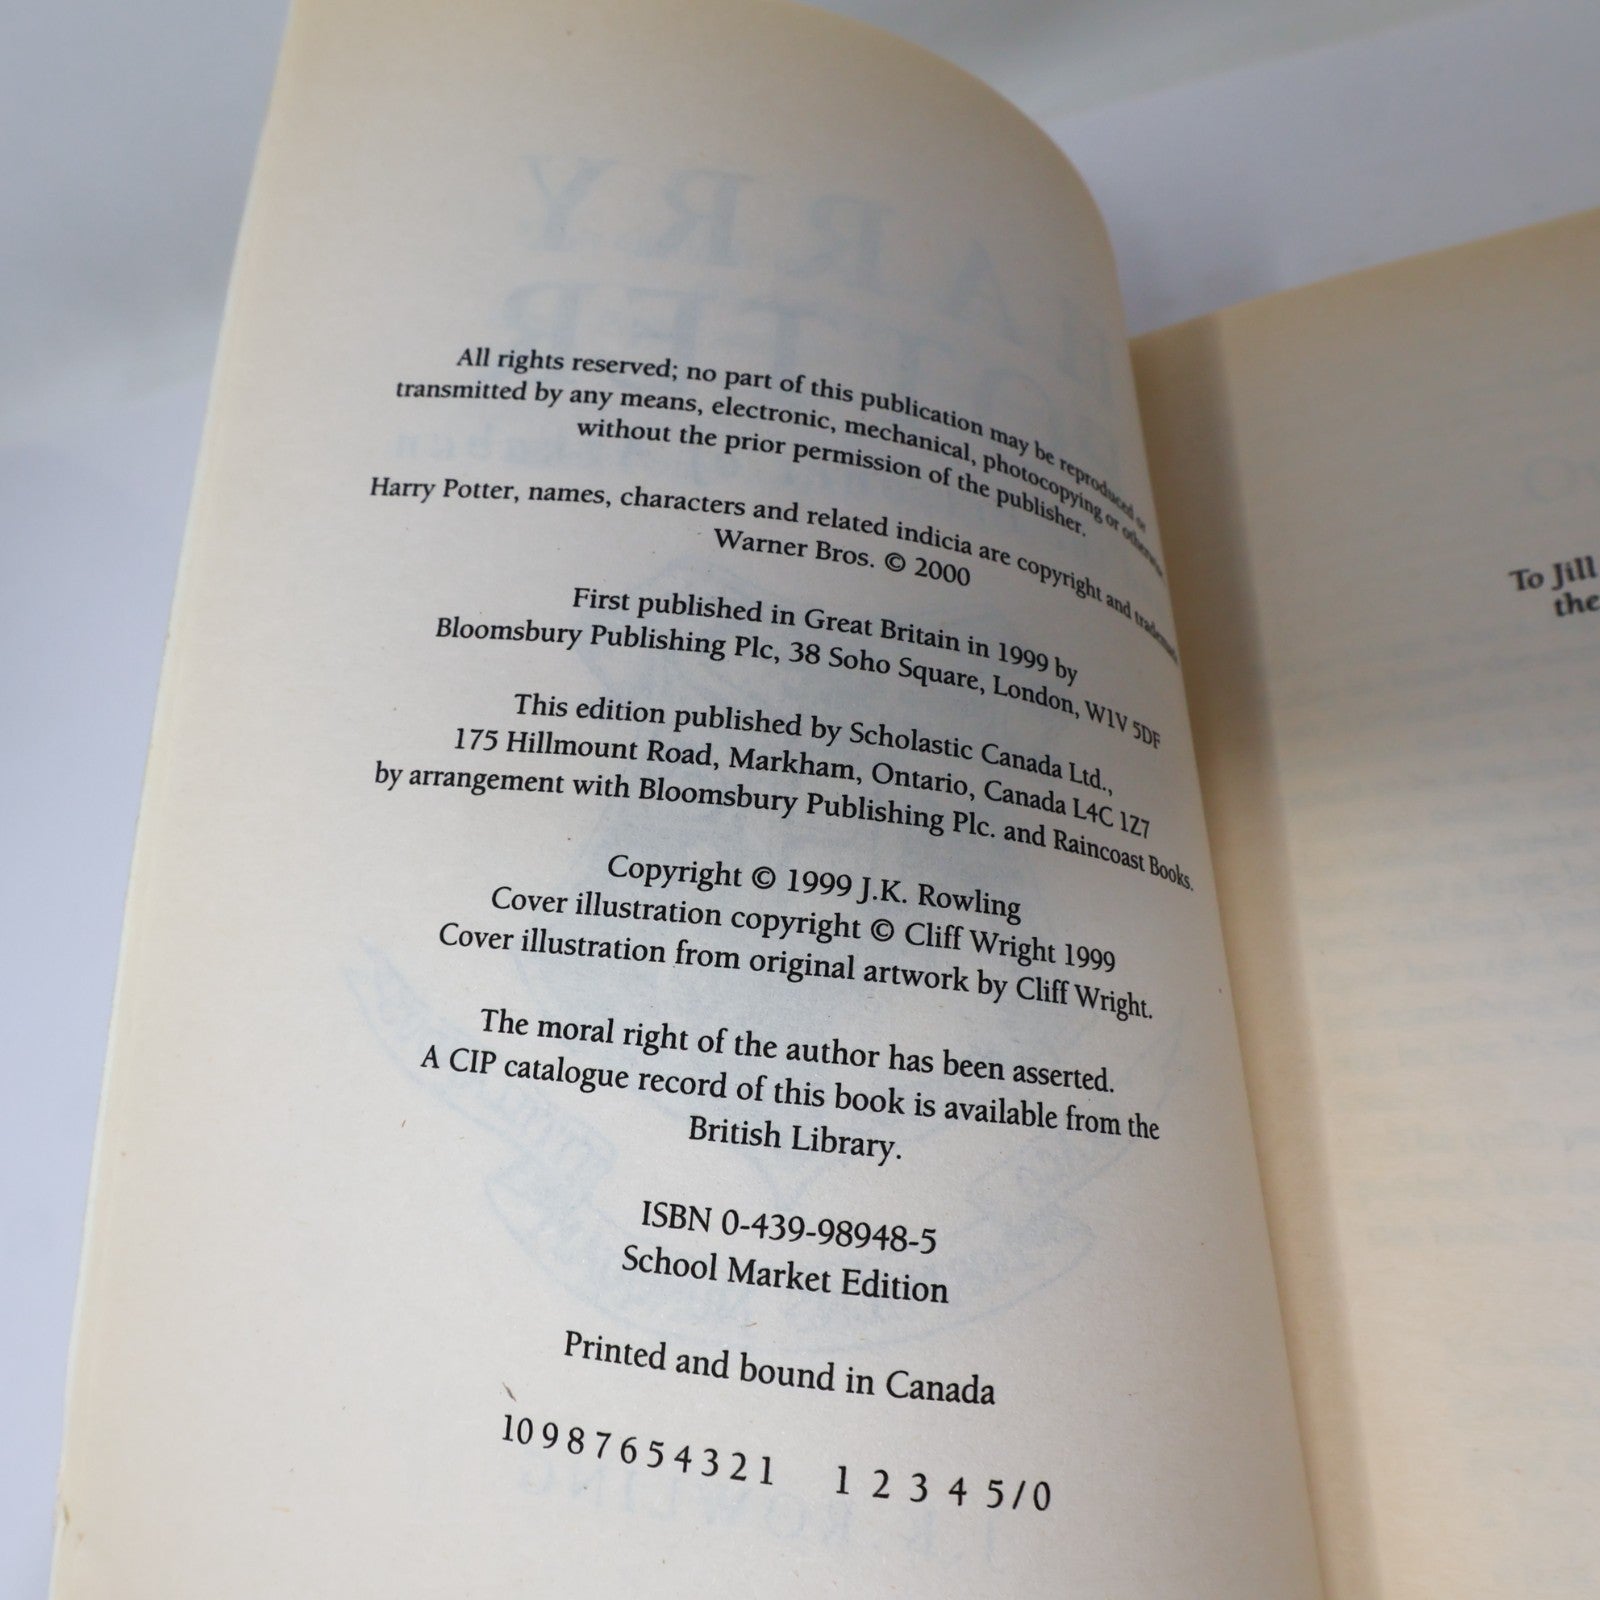 All rights reserved; no part of this publication may be reproduced or
transmitted by any means, electronic, mechanical, photocopying or otherwise
without the prior permission of the publisher.
Harry Potter, names, characters and related indicia are copyright and trademark
Warner Bros. © 2000
First published in Great Britain in 1999 by
Bloomsbury Publishing Plc, 38 Soho Square, London, W1V 5DF
This edition published by Scholastic Canada Ltd.,
175 Hillmount Road, Markham, Ontario, Canada L4C 1Z7
by arrangement with Bloomsbury Publishing Plc. and Raincoast Books.
Copyright © 1999 J.K. Rowling
Cover illustration copyright © Cliff Wright 1999
Cover illustration from original artwork by Cliff Wright.
The moral right of the author has been asserted.
A CIP catalogue record of this book is available from the
British Library.
ISBN 0-439-98948-5
School Market Edition
Printed and bound in Canada
10 9 8 7 6 5 4 3 2 1 1 2 3 4 5/0
To Jill
the